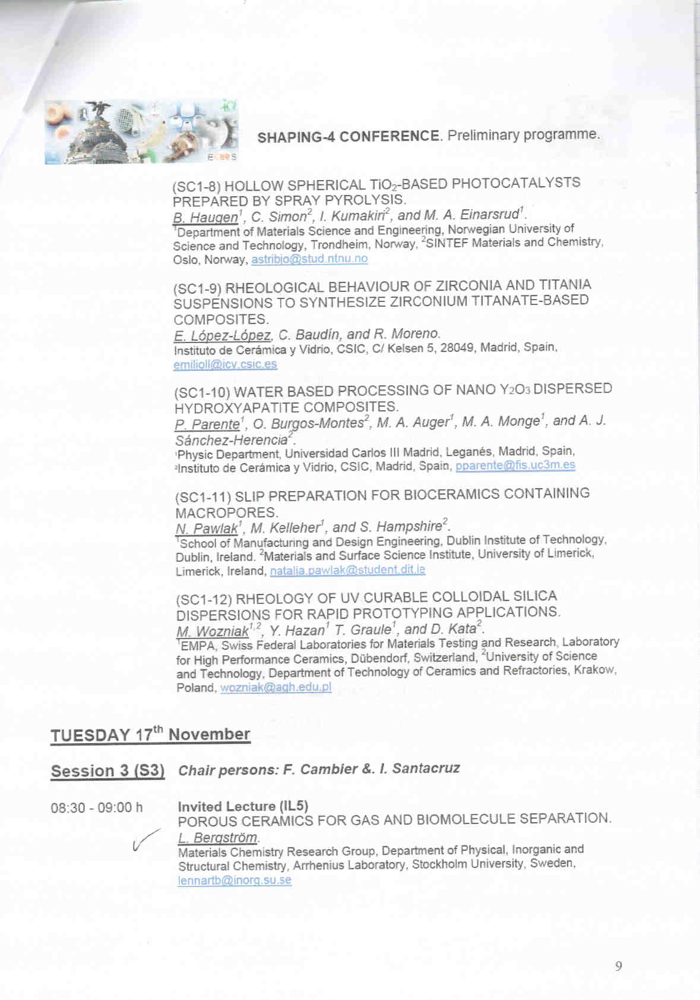 SHAPING-4 CONFERENCE. Preliminary programme.
(SC1-8) HOLLOW SPHERICAL TiO₂-BASED PHOTOCATALYSTS
PREPARED BY SPRAY PYROLYSIS.
B. Haugen¹, C. Simon², I. Kumakiri², and M. A. Einarsrud¹.
¹Department of Materials Science and Engineering, Norwegian University of
Science and Technology, Trondheim, Norway, ²SINTEF Materials and Chemistry,
Oslo, Norway, astribio@stud.ntnu.no
(SC1-9) RHEOLOGICAL BEHAVIOUR OF ZIRCONIA AND TITANIA
SUSPENSIONS TO SYNTHESIZE ZIRCONIUM TITANATE-BASED
COMPOSITES.
E. López-López, C. Baudín, and R. Moreno.
Instituto de Cerámica y Vidrio, CSIC, C/ Kelsen 5, 28049, Madrid, Spain,
emilioll@icv.csic.es
(SC1-10) WATER BASED PROCESSING OF NANO Y₂O₃ DISPERSED
HYDROXYAPATITE COMPOSITES.
P. Parente¹, O. Burgos-Montes², M. A. Auger¹, M. A. Monge¹, and A. J.
Sánchez-Herencia².
¹Physic Department, Universidad Carlos III Madrid, Leganés, Madrid, Spain,
²Instituto de Cerámica y Vidrio, CSIC, Madrid, Spain, pparente@fis.uc3m.es
(SC1-11) SLIP PREPARATION FOR BIOCERAMICS CONTAINING
MACROPORES.
N. Pawlak¹, M. Kelleher¹, and S. Hampshire².
¹School of Manufacturing and Design Engineering, Dublin Institute of Technology,
Dublin, Ireland. ²Materials and Surface Science Institute, University of Limerick,
Limerick, Ireland, natalia.pawlak@student.dit.ie
(SC1-12) RHEOLOGY OF UV CURABLE COLLOIDAL SILICA
DISPERSIONS FOR RAPID PROTOTYPING APPLICATIONS.
M. Wozniak¹,², Y. Hazan¹ T. Graule¹, and D. Kata².
¹EMPA, Swiss Federal Laboratories for Materials Testing and Research, Laboratory
for High Performance Ceramics, Dübendorf, Switzerland, ²University of Science
and Technology, Department of Technology of Ceramics and Refractories, Krakow,
Poland, wozniak@agh.edu.pl
TUESDAY 17th November
Session 3 (S3) Chair persons: F. Cambier &. I. Santacruz
08:30 - 09:00 h Invited Lecture (IL5)
POROUS CERAMICS FOR GAS AND BIOMOLECULE SEPARATION.
L. Bergström.
Materials Chemistry Research Group, Department of Physical, Inorganic and
Structural Chemistry, Arrhenius Laboratory, Stockholm University, Sweden,
lennartb@inorg.su.se
9